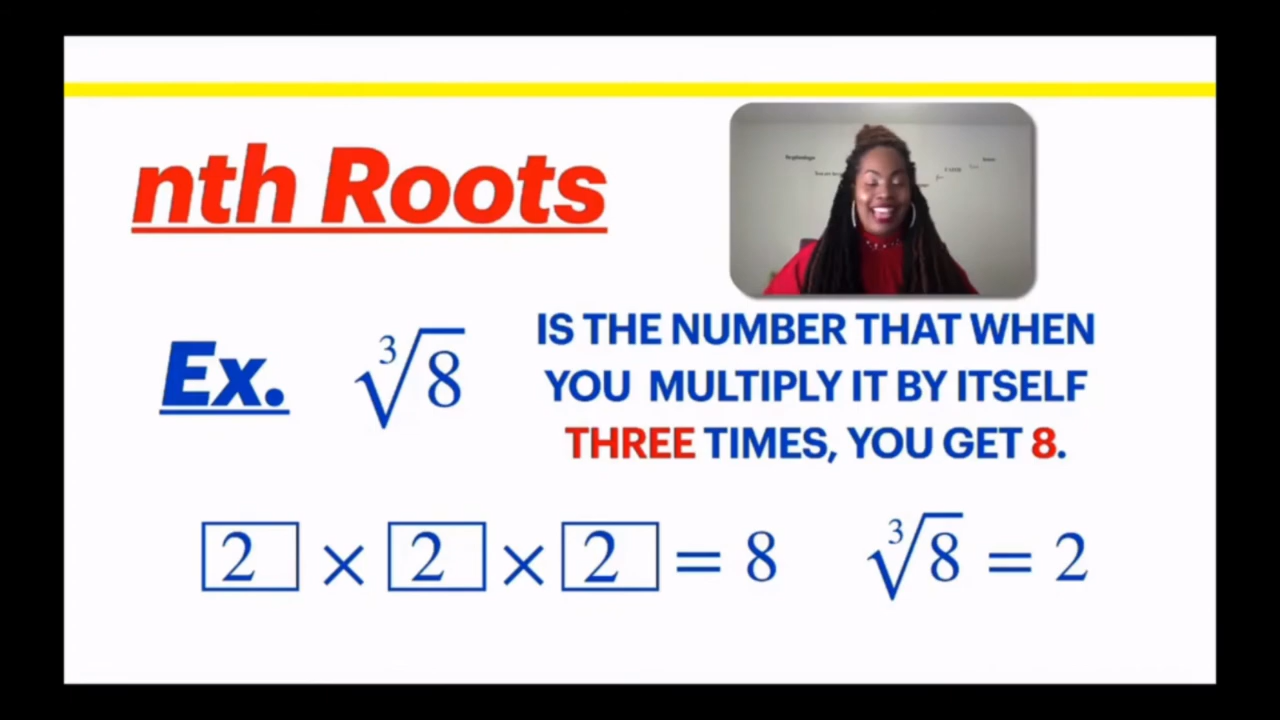 nth Roots
Ex.
∛8
IS THE NUMBER THAT WHEN
YOU MULTIPLY IT BY ITSELF
THREE TIMES, YOU GET 8.
2 × 2 × 2 = 8
∛8 = 2